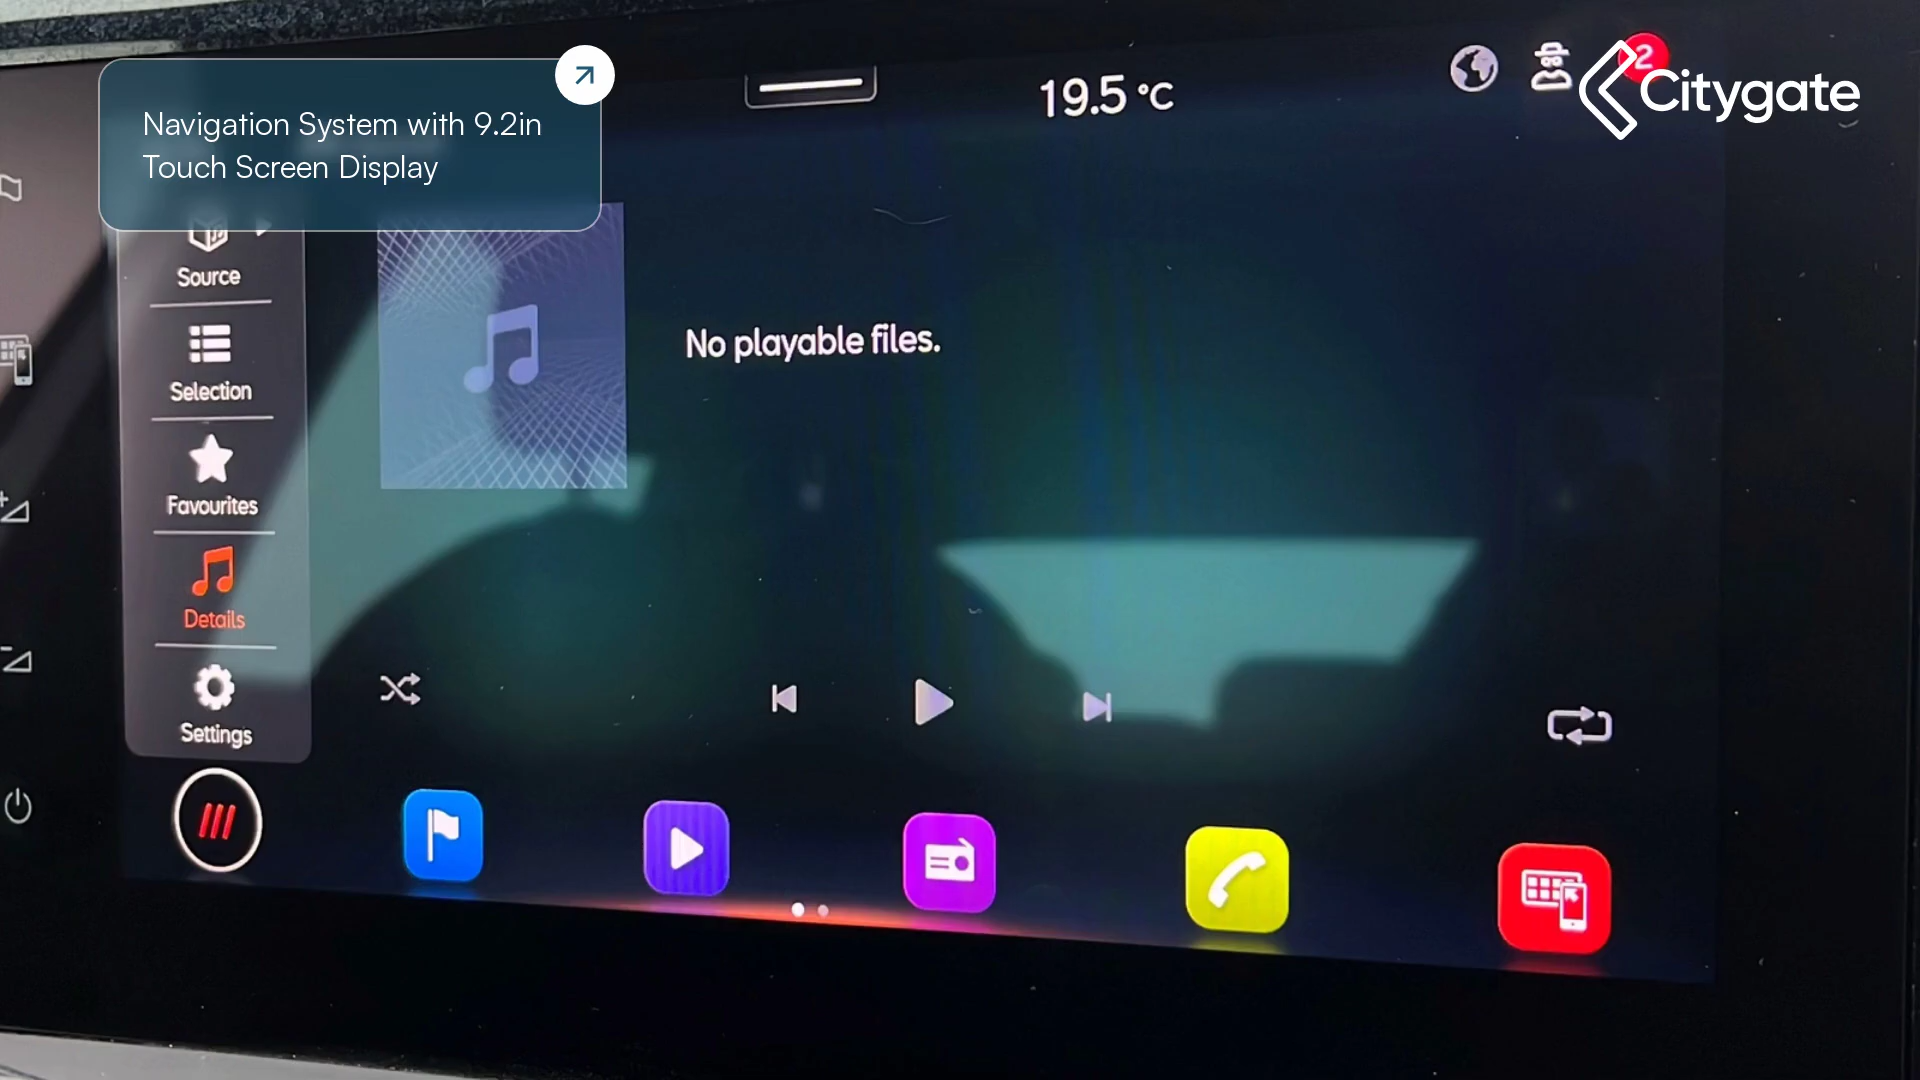 Navigation System with 9.2in
Touch Screen Display
19.5 °C
2
Citygate
Source
Selection
Favourites
Details
Settings
No playable files.